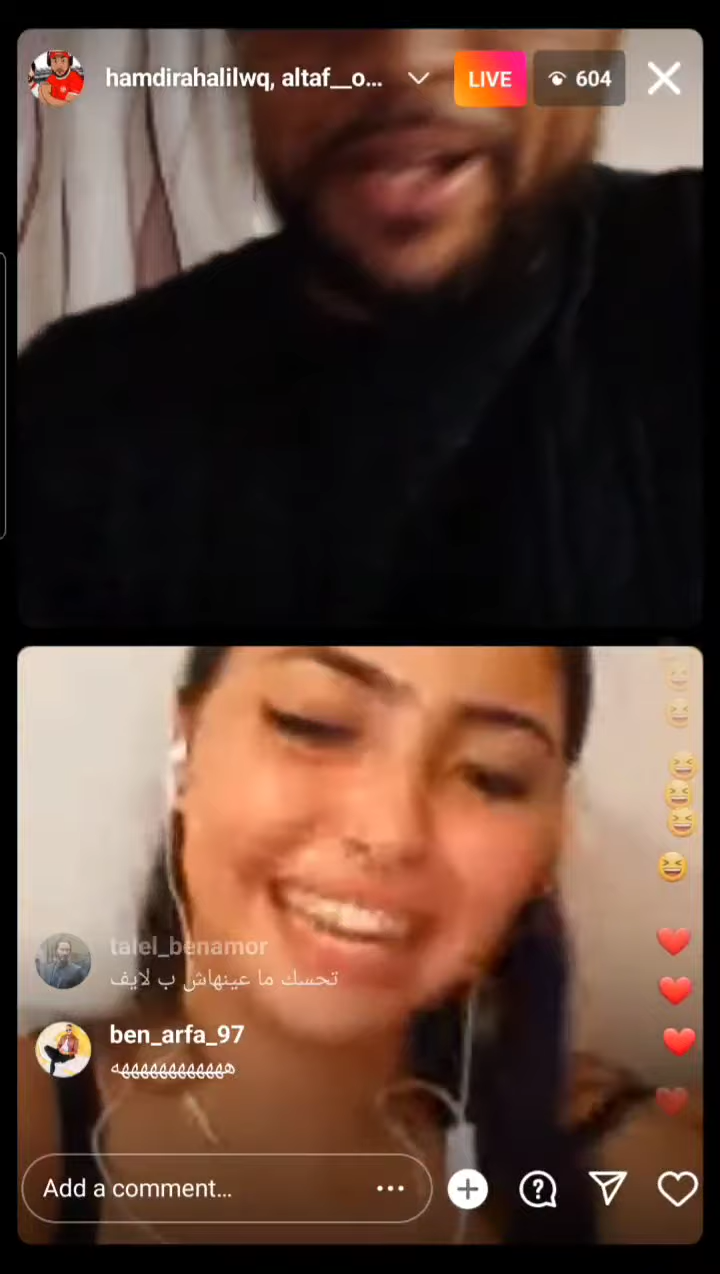 hamdirahalilwq, altaf__o...
LIVE
604
talel_benamor
تحسك ما عينهاش ب لايف
ben_arfa_97
هههههههههههه
Add a comment...